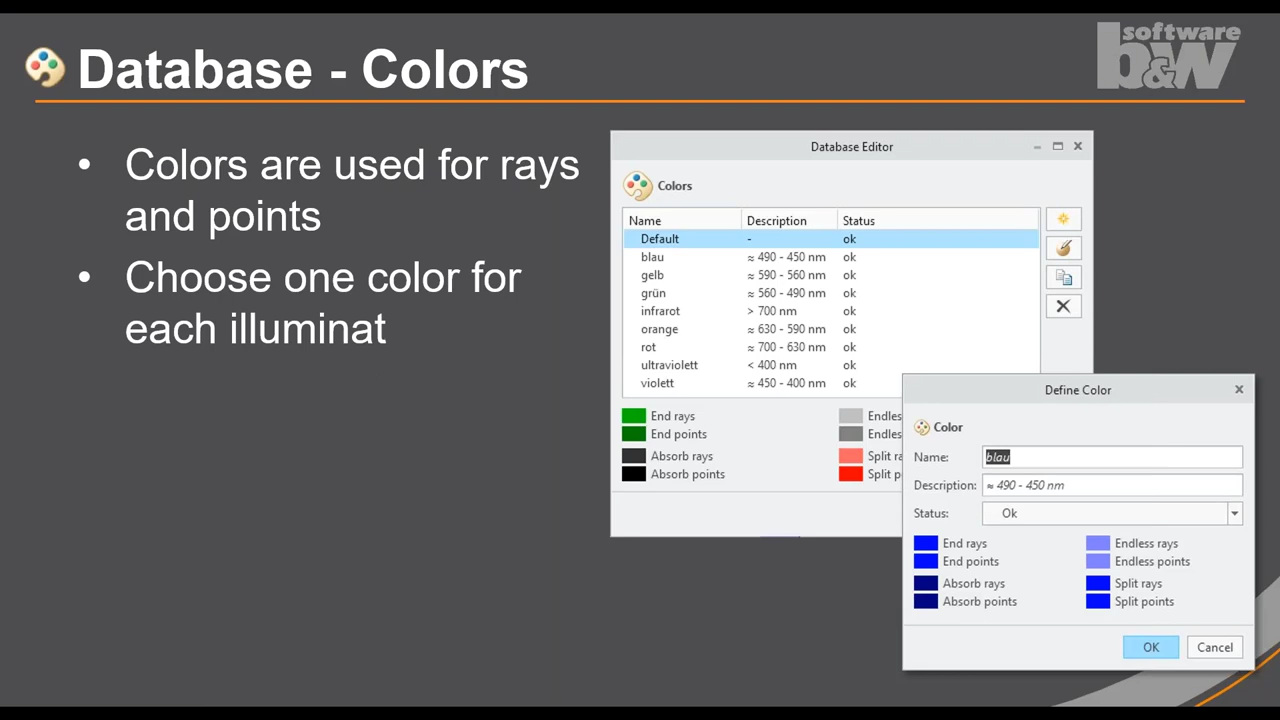 Database - Colors
software
b&w
• Colors are used for rays
and points
• Choose one color for
each illuminat
Database Editor
Colors
Name Description Status
Default - ok
blau ≈ 490 - 450 nm ok
gelb ≈ 590 - 560 nm ok
grün ≈ 560 - 490 nm ok
infrarot > 700 nm ok
orange ≈ 630 - 590 nm ok
rot ≈ 700 - 630 nm ok
ultraviolett < 400 nm ok
violett ≈ 450 - 400 nm ok
End rays Endles
End points Endles
Absorb rays Split ra
Absorb points Split p
Define Color
Color
Name: blau
Description: ≈ 490 - 450 nm
Status: Ok
End rays Endless rays
End points Endless points
Absorb rays Split rays
Absorb points Split points
OK Cancel